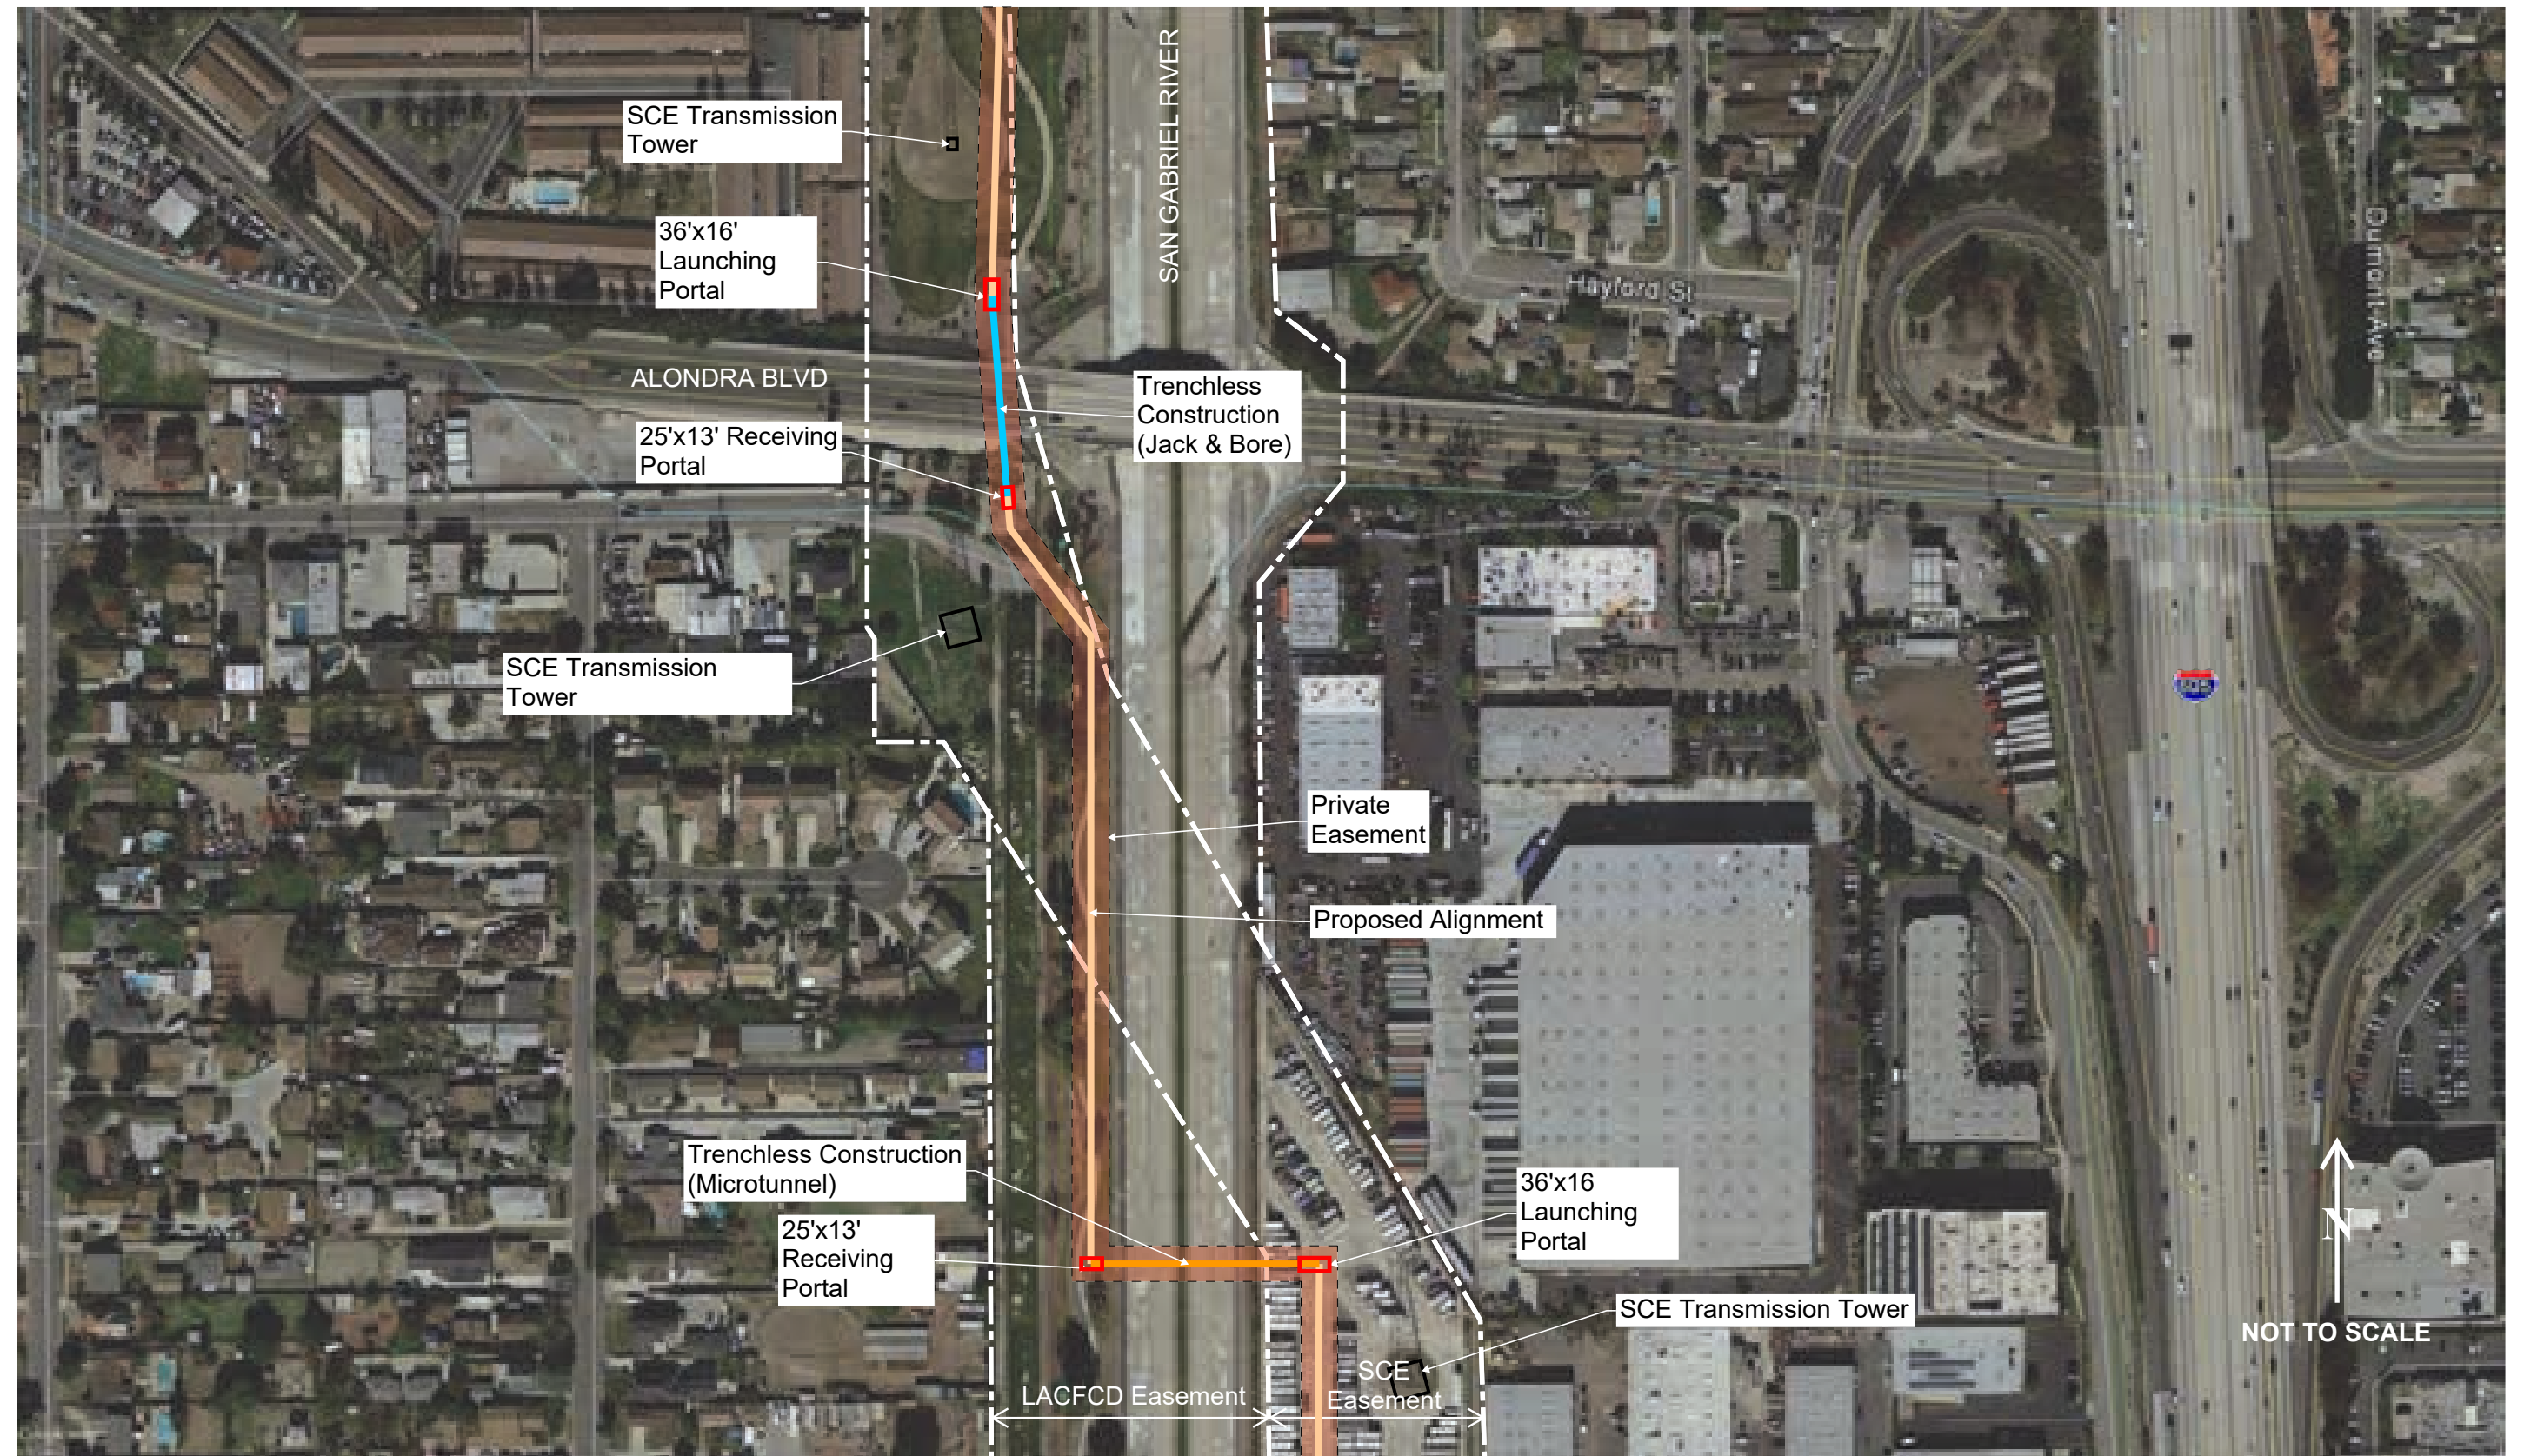 SAN GABRIEL RIVER
SCE Transmission
Tower
36'x16'
Launching
Portal
Hayford St
Dumont Ave
ALONDRA BLVD
Trenchless
Construction
(Jack & Bore)
25'x13' Receiving
Portal
SCE Transmission
Tower
Private
Easement
Proposed Alignment
Trenchless Construction
(Microtunnel)
36'x16
Launching
Portal
25'x13'
Receiving
Portal
N
SCE Transmission Tower
NOT TO SCALE
LACFCD Easement
SCE
Easement